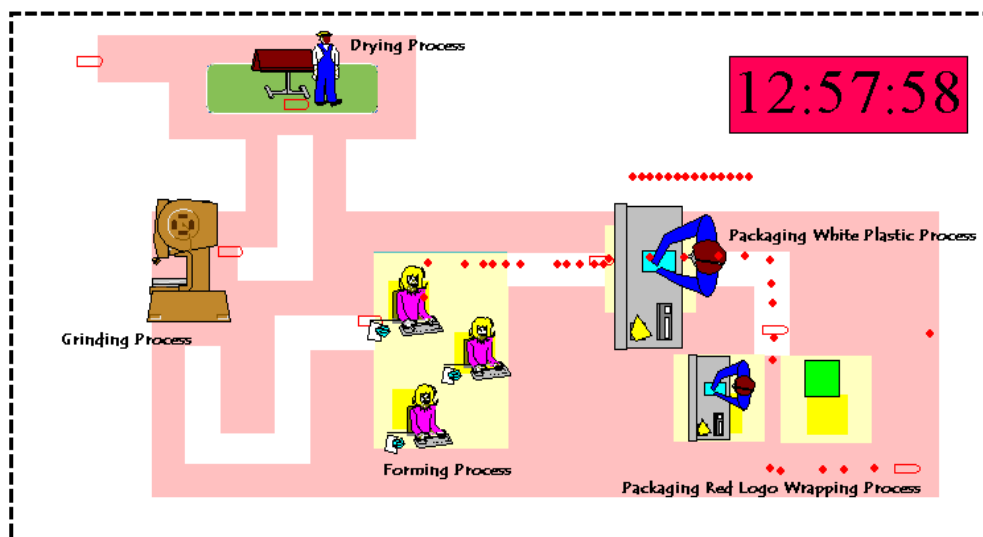 Drying Process
12:57:58
Packaging White Plastic Process
Grinding Process
Forming Process
Packaging Red Logo Wrapping Process